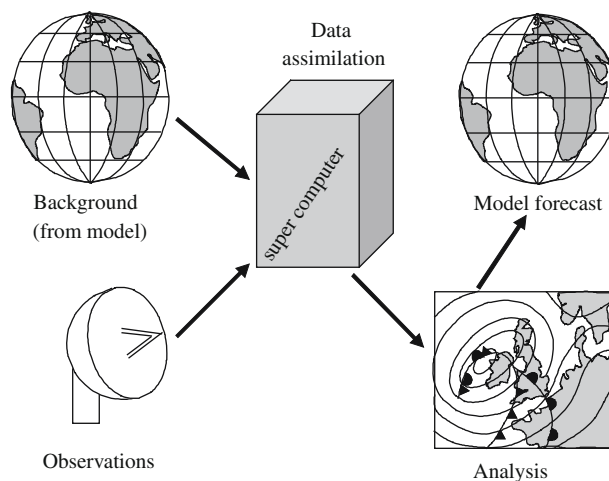 Data
assimilation
super computer
Background
(from model)
Model forecast
Observations
Analysis